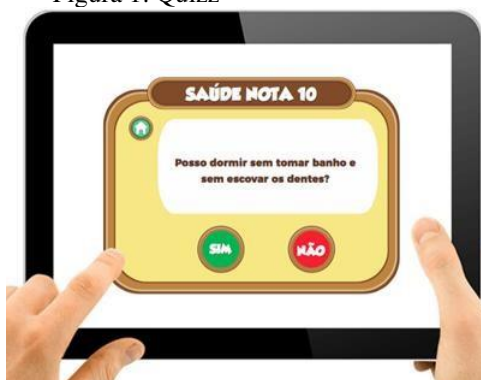 Figura 1: Quizz
SAÚDE NOTA 10
Posso dormir sem tomar banho e
sem escovar os dentes?
SIM
NÃO